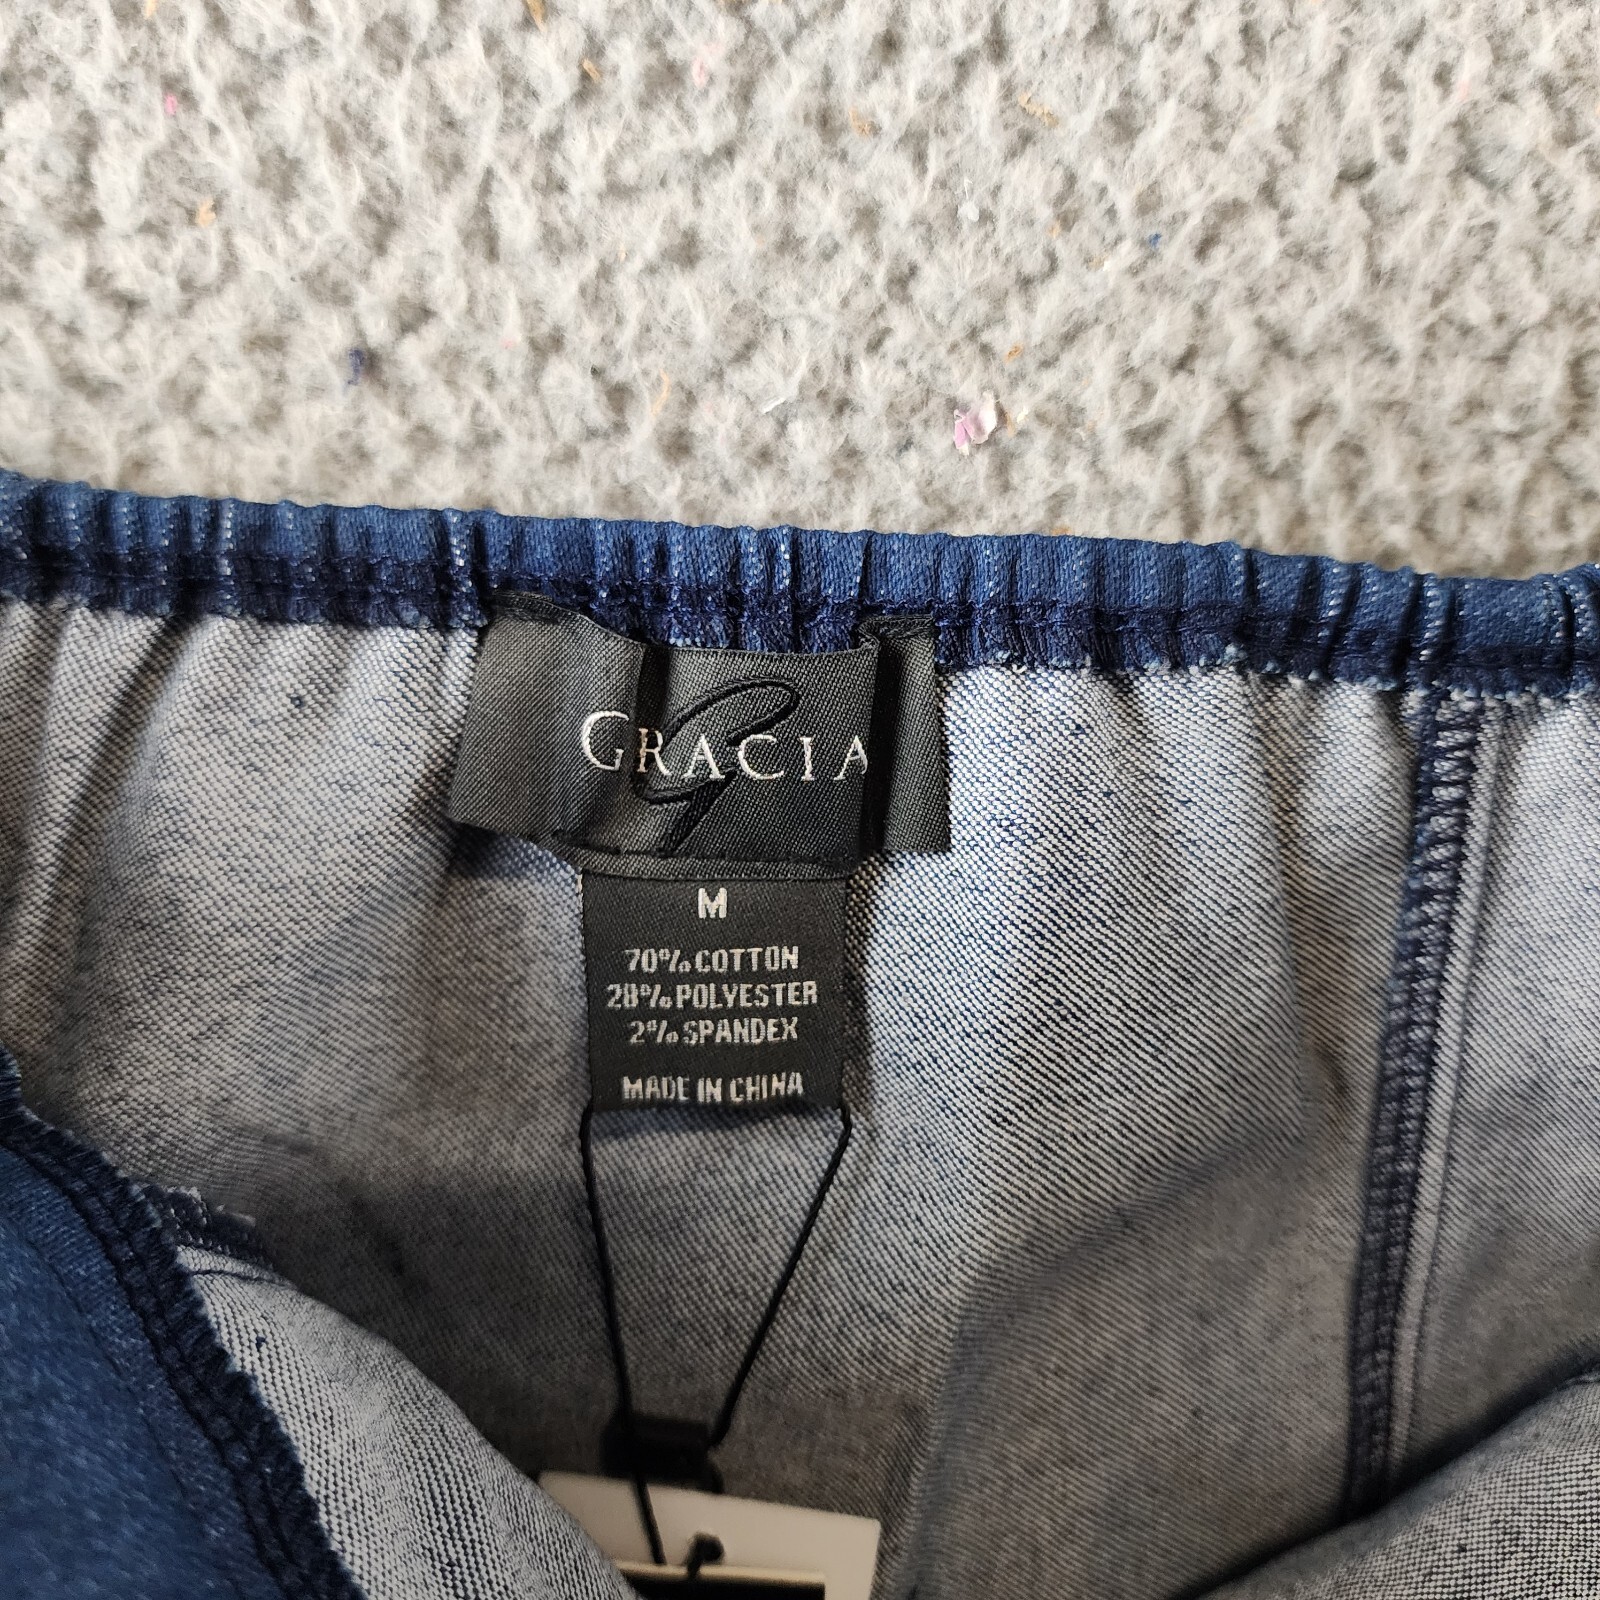 GRACIA
M
70% COTTON
28% POLYESTER
2% SPANDEX
MADE IN CHINA